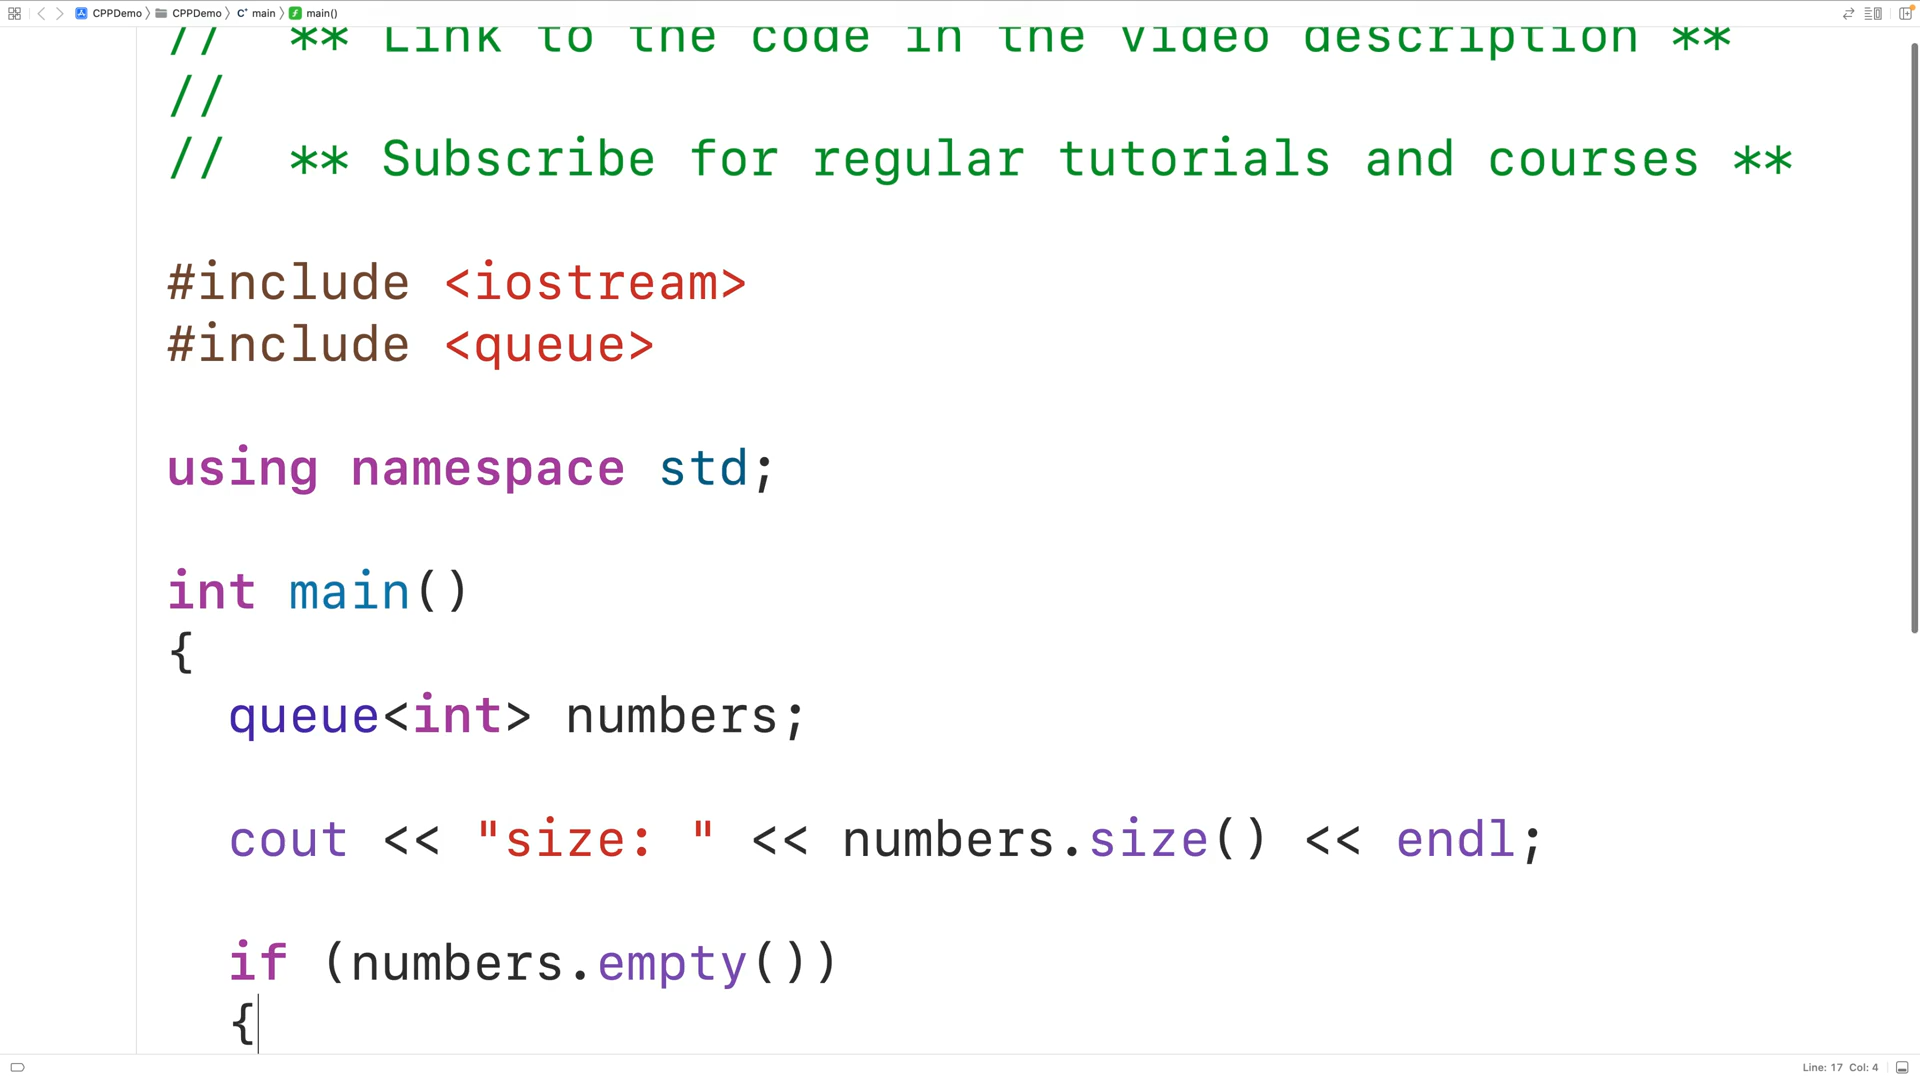 CPPDemo CPPDemo main main()
// ** Link to the code in the video description **
//
// ** Subscribe for regular tutorials and courses **
#include <iostream>
#include <queue>
using namespace std;
int main()
{
queue<int> numbers;
cout << "size: " << numbers.size() << endl;
if (numbers.empty())
{
Line: 17 Col: 4